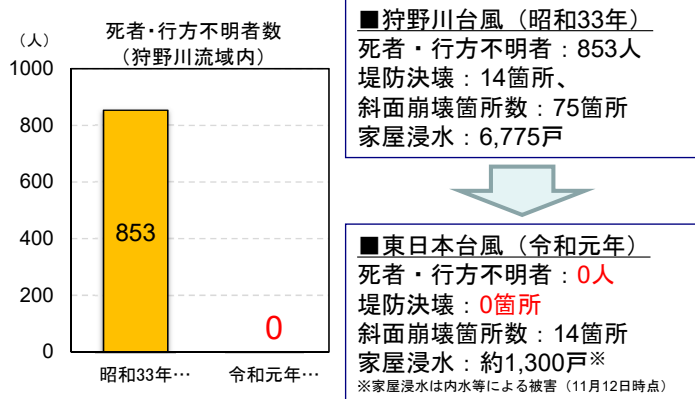 死者・行方不明者数
（狩野川流域内）
（人）
1000
800
600
400
200
0
853
0
昭和33年…
令和元年…
■狩野川台風（昭和33年）
死者・行方不明者：853人
堤防決壊：14箇所、
斜面崩壊箇所数：75箇所
家屋浸水：6,775戸
■東日本台風（令和元年）
死者・行方不明者：0人
堤防決壊：0箇所
斜面崩壊箇所数：14箇所
家屋浸水：約1,300戸※
※家屋浸水は内水等による被害（11月12日時点）